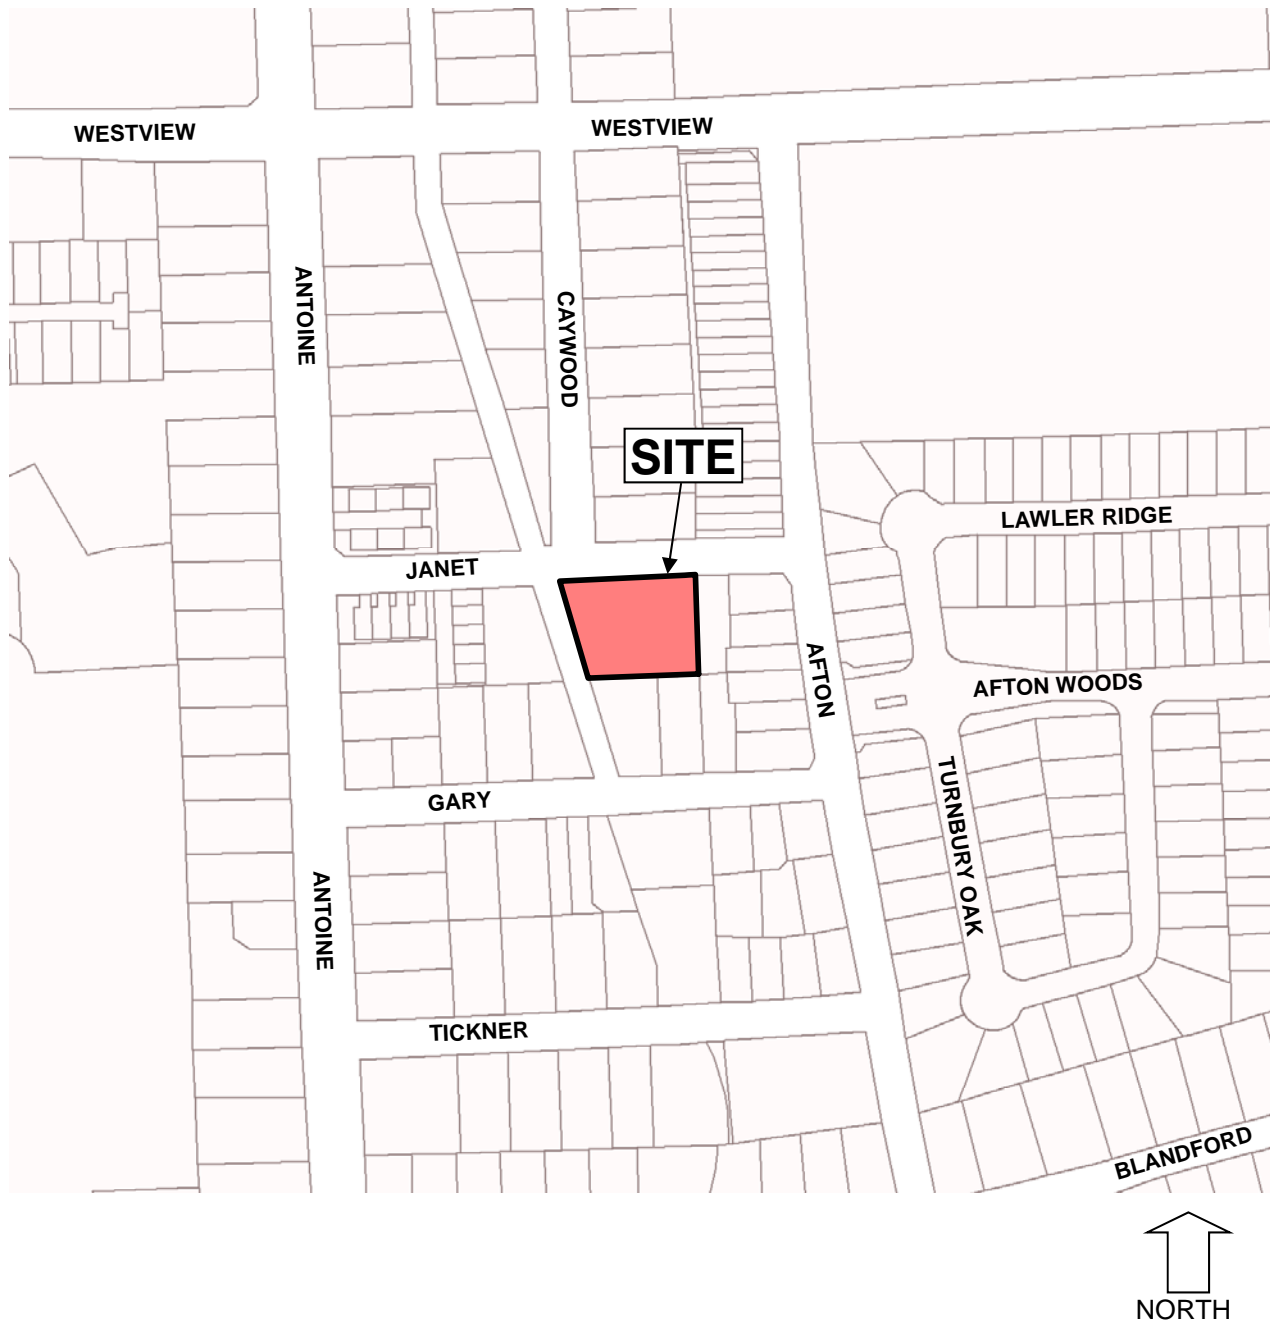 WESTVIEW
WESTVIEW
ANTOINE
CAYWOOD
SITE
LAWLER RIDGE
JANET
AFTON
AFTON WOODS
TURNBURY OAK
GARY
ANTOINE
TICKNER
BLANDFORD
NORTH